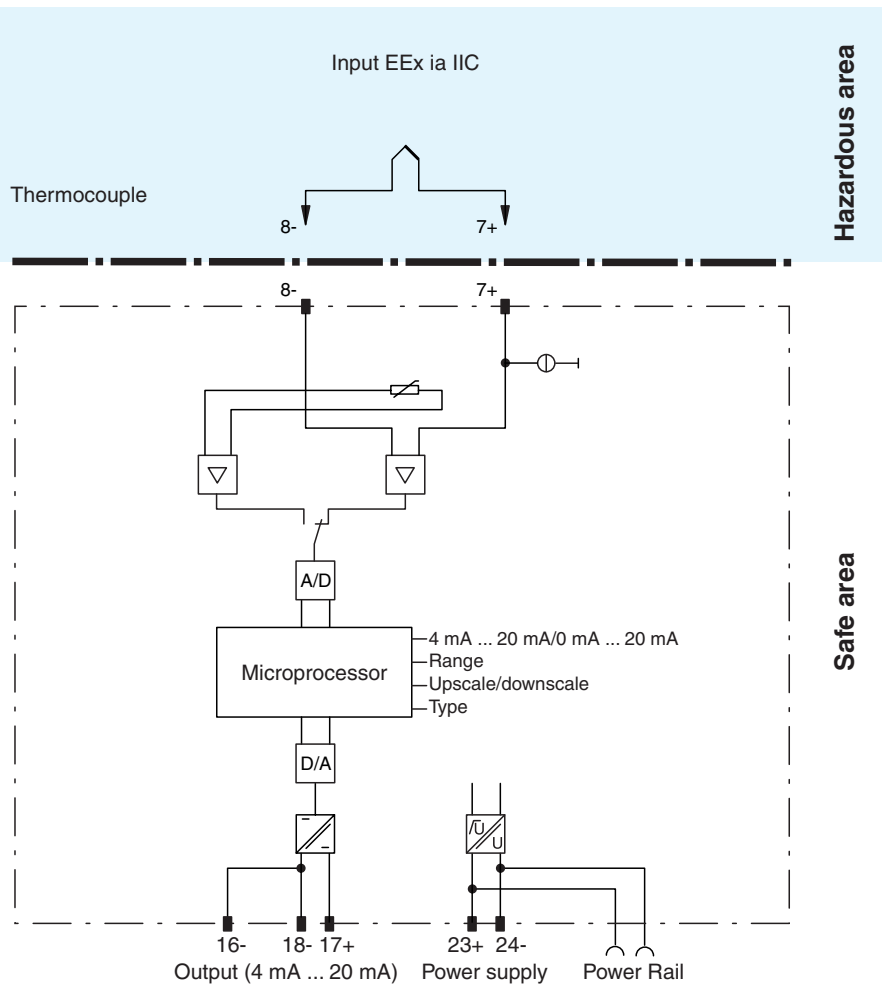 Input EEx ia IIC
Hazardous area
Thermocouple
8-
7+
8-
7+
A/D
Microprocessor
4 mA ... 20 mA/0 mA ... 20 mA
Range
Upscale/downscale
Type
Safe area
D/A
U
U
16-
18-
17+
23+
24-
Output (4 mA ... 20 mA)
Power supply
Power Rail